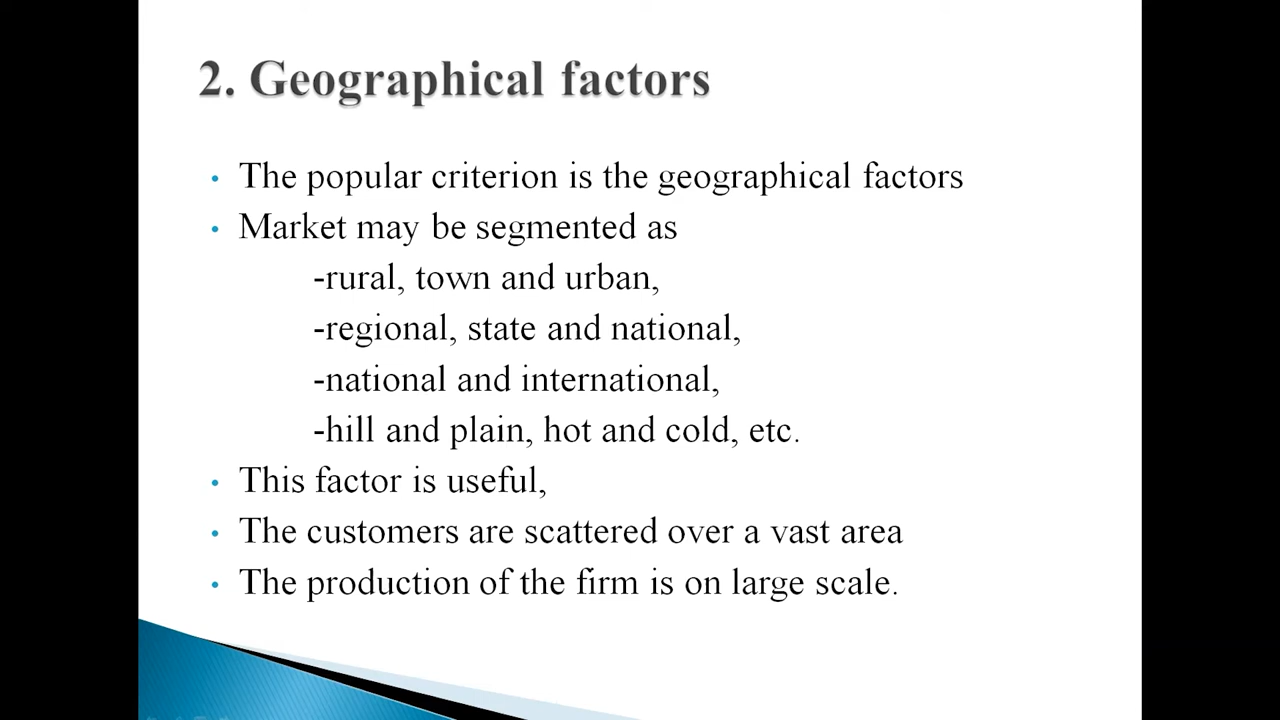 2. Geographical factors
• The popular criterion is the geographical factors
• Market may be segmented as
-rural, town and urban,
-regional, state and national,
-national and international,
-hill and plain, hot and cold, etc.
• This factor is useful,
• The customers are scattered over a vast area
• The production of the firm is on large scale.